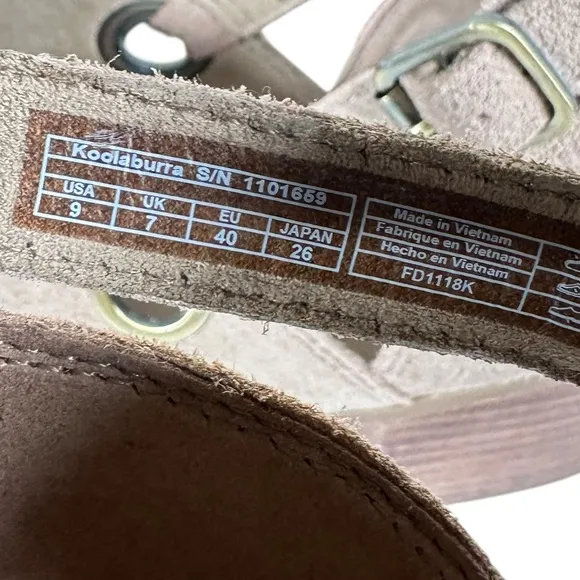 Koolaburra S/N 1101659
USA UK EU JAPAN
9 7 40 26
Made in Vietnam
Fabrique en Vietnam
Hecho en Vietnam
FD1118K